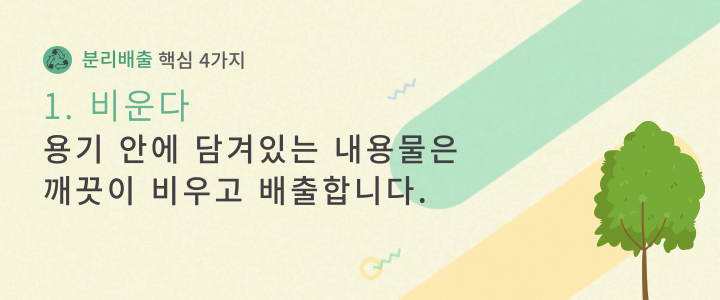 분리배출 핵심 4가지
1. 비운다
용기 안에 담겨있는 내용물은
깨끗이 비우고 배출합니다.